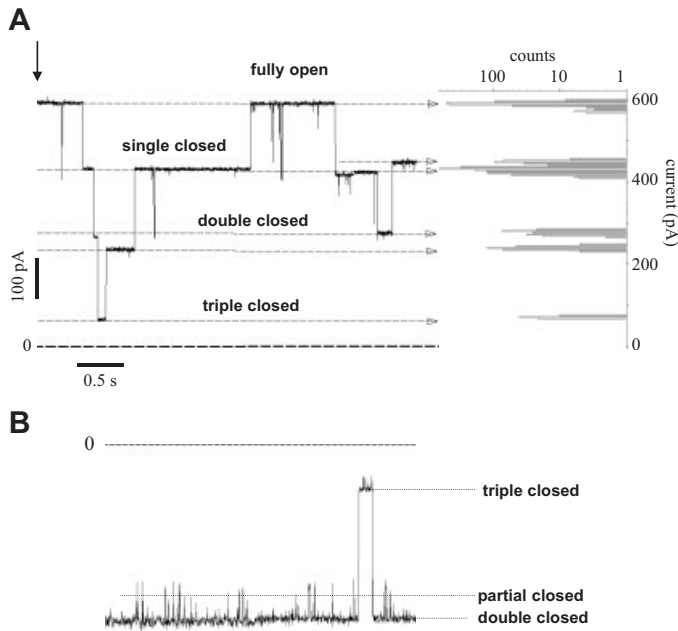 A
counts
100 10 1
fully open
600
single closed
400
current (pA)
double closed
200
100 pA
triple closed
0
0
0.5 s
B
0
triple closed
partial closed
double closed